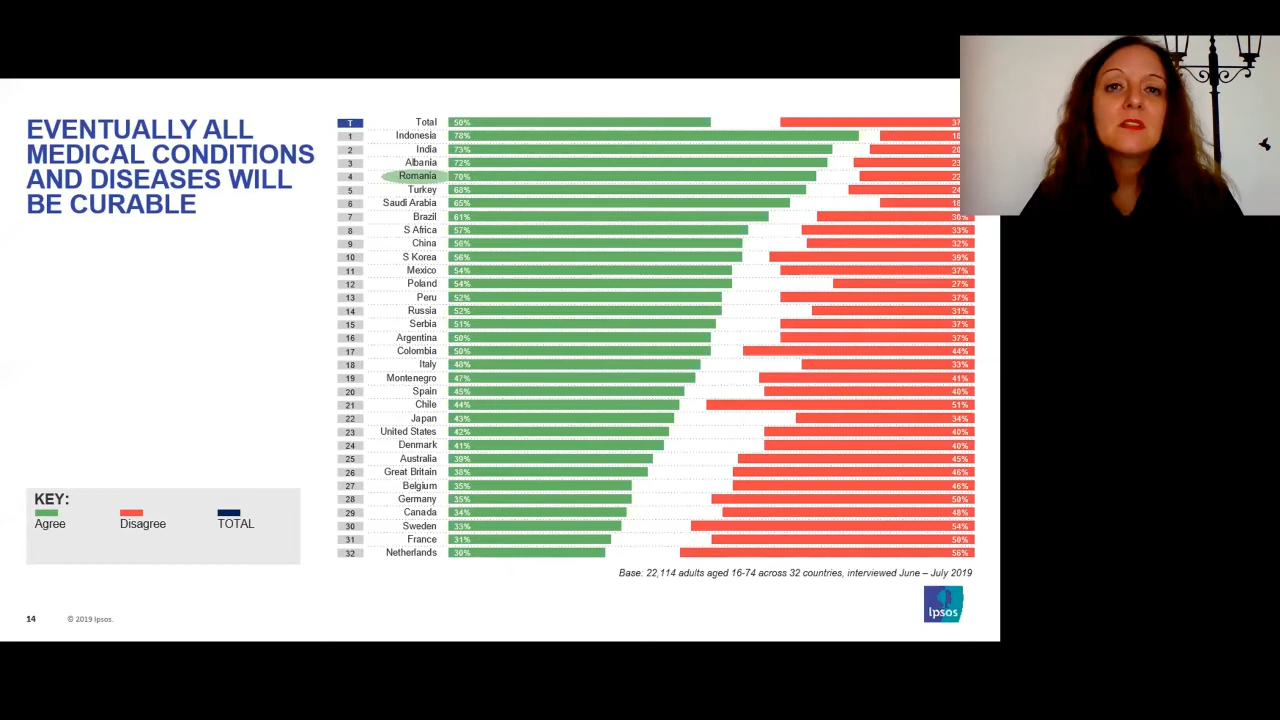 EVENTUALLY ALL
MEDICAL CONDITIONS
AND DISEASES WILL
BE CURABLE
T Total 50% 37
1 Indonesia 78% 18
2 India 73% 20
3 Albania 72% 23
4 Romania 70% 22
5 Turkey 68% 24
6 Saudi Arabia 65% 18
7 Brazil 61% 30%
8 S Africa 57% 33%
9 China 56% 32%
10 S Korea 56% 39%
11 Mexico 54% 37%
12 Poland 54% 27%
13 Peru 52% 37%
14 Russia 52% 31%
15 Serbia 51% 37%
16 Argentina 50% 37%
17 Colombia 50% 44%
18 Italy 48% 33%
19 Montenegro 47% 41%
20 Spain 45% 40%
21 Chile 44% 51%
22 Japan 43% 34%
23 United States 42% 40%
24 Denmark 41% 40%
25 Australia 39% 45%
26 Great Britain 38% 46%
27 Belgium 35% 46%
28 Germany 35% 50%
29 Canada 34% 48%
30 Sweden 33% 54%
31 France 31% 50%
32 Netherlands 30% 56%
KEY:
Agree Disagree TOTAL
Base: 22,114 adults aged 16-74 across 32 countries, interviewed June – July 2019
14 © 2019 Ipsos.
Ipsos